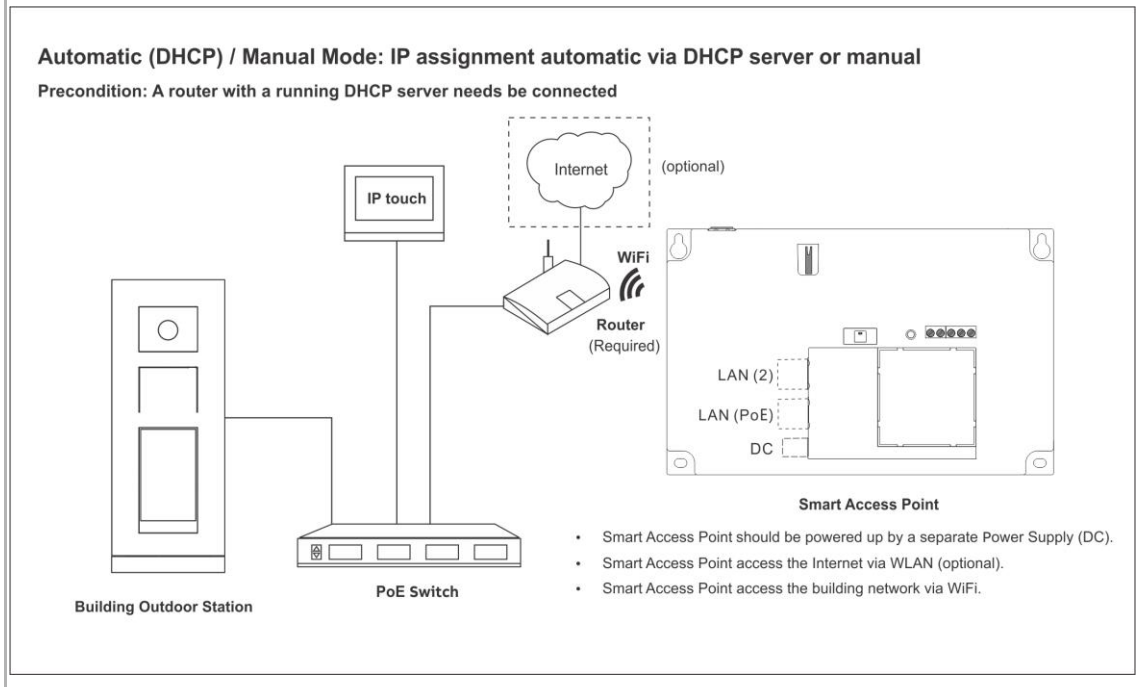 Automatic (DHCP) / Manual Mode: IP assignment automatic via DHCP server or manual
Precondition: A router with a running DHCP server needs be connected
Internet
(optional)
IP touch
WiFi
Router
(Required)
LAN (2)
LAN (PoE)
DC
Smart Access Point
• Smart Access Point should be powered up by a separate Power Supply (DC).
• Smart Access Point access the Internet via WLAN (optional).
• Smart Access Point access the building network via WiFi.
PoE Switch
Building Outdoor Station